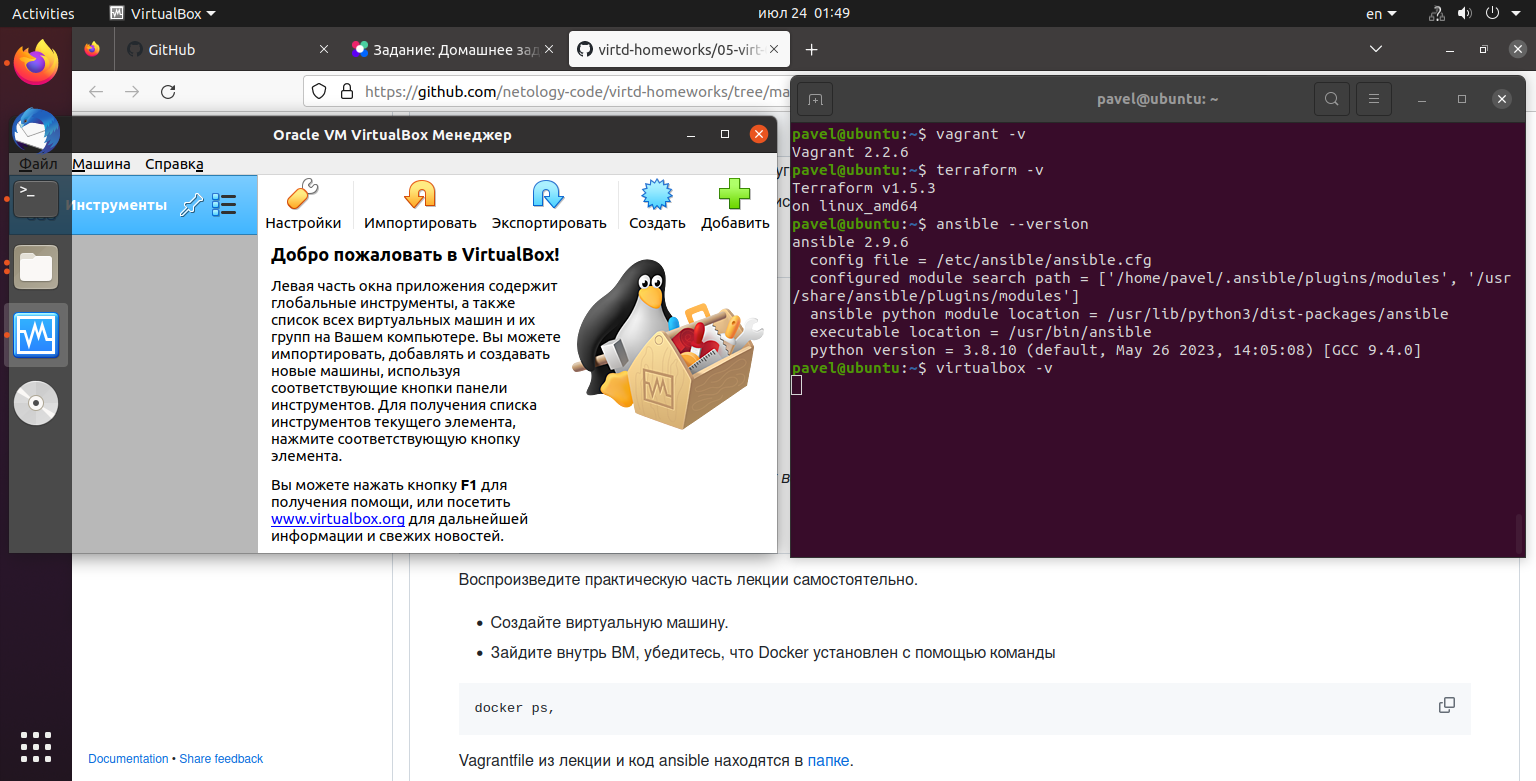 Activities
VirtualBox
июл 24 01:49
en
GitHub
Задание: Домашнее зад
virtd-homeworks/05-virt-
https://github.com/netology-code/virtd-homeworks/tree/ma
Oracle VM VirtualBox Менеджер
Файл Машина Справка
Инструменты
Настройки
Импортировать
Экспортировать
Создать
Добавить
Добро пожаловать в VirtualBox!
Левая часть окна приложения содержит
глобальные инструменты, а также
список всех виртуальных машин и их
групп на Вашем компьютере. Вы можете
импортировать, добавлять и создавать
новые машины, используя
соответствующие кнопки панели
инструментов. Для получения списка
инструментов текущего элемента,
нажмите соответствующую кнопку
элемента.
Вы можете нажать кнопку F1 для
получения помощи, или посетить
www.virtualbox.org для дальнейшей
информации и свежих новостей.
pavel@ubuntu: ~
pavel@ubuntu:~$ vagrant -v
Vagrant 2.2.6
pavel@ubuntu:~$ terraform -v
Terraform v1.5.3
on linux_amd64
pavel@ubuntu:~$ ansible --version
ansible 2.9.6
config file = /etc/ansible/ansible.cfg
configured module search path = ['/home/pavel/.ansible/plugins/modules', '/usr
/share/ansible/plugins/modules']
ansible python module location = /usr/lib/python3/dist-packages/ansible
executable location = /usr/bin/ansible
python version = 3.8.10 (default, May 26 2023, 14:05:08) [GCC 9.4.0]
pavel@ubuntu:~$ virtualbox -v
Воспроизведите практическую часть лекции самостоятельно.
• Создайте виртуальную машину.
• Зайдите внутрь ВМ, убедитесь, что Docker установлен с помощью команды
docker ps,
Vagrantfile из лекции и код ansible находятся в папке.
Documentation • Share feedback